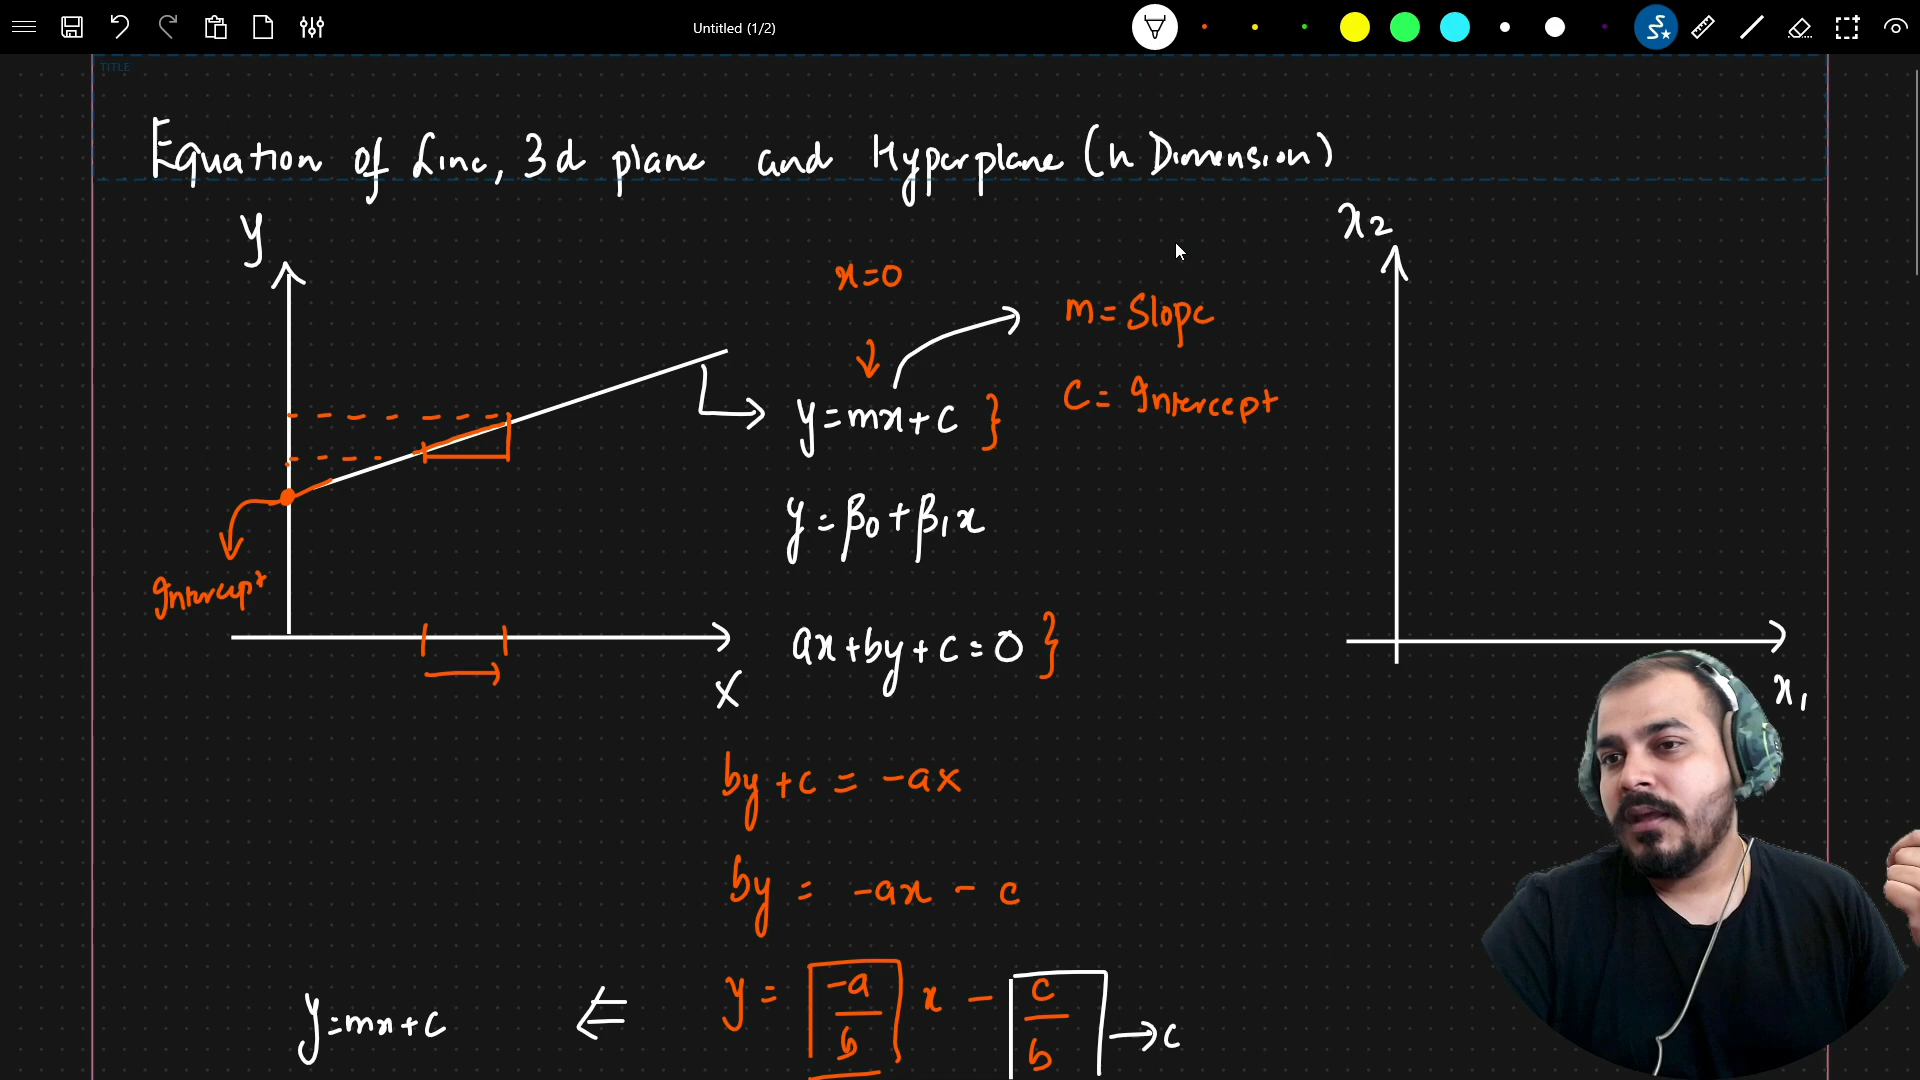 Untitled (1/2)
TITLE
Equation of Line, 3d plane and Hyperplane (n Dimension)
y
x=0
m = Slope
y=mx+c }
c = Intercept
y = β0 + β1x
Intercept
ax+by+c=0 }
X
x2
x1
by+c = -ax
by = -ax - c
y = -a/b x - c/b → c
y=mx+c ⇐